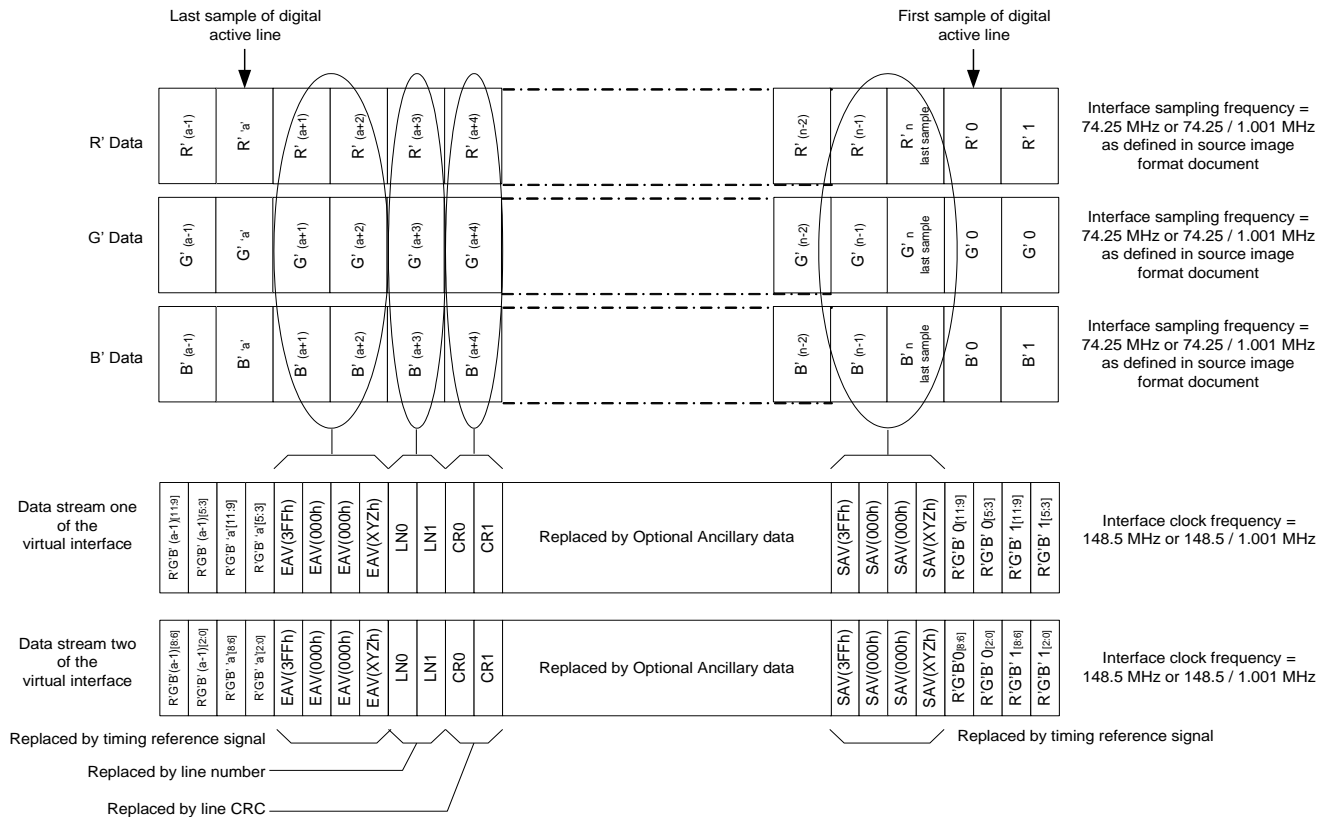 Last sample of digital
active line
First sample of digital
active line
R' Data
R' (a-1)
R' 'a'
R' (a+1)
R' (a+2)
R' (a+3)
R' (a+4)
R' (n-2)
R' (n-1)
R' n
last sample
R' 0
R' 1
Interface sampling frequency =
74.25 MHz or 74.25 / 1.001 MHz
as defined in source image
format document
G' Data
G' (a-1)
G' 'a'
G' (a+1)
G' (a+2)
G' (a+3)
G' (a+4)
G' (n-2)
G' (n-1)
G' n
last sample
G' 0
G' 0
Interface sampling frequency =
74.25 MHz or 74.25 / 1.001 MHz
as defined in source image
format document
B' Data
B' (a-1)
B' 'a'
B' (a+1)
B' (a+2)
B' (a+3)
B' (a+4)
B' (n-2)
B' (n-1)
B' n
last sample
B' 0
B' 1
Interface sampling frequency =
74.25 MHz or 74.25 / 1.001 MHz
as defined in source image
format document
Data stream one
of the
virtual interface
R'G'B' (a-1)[11:9]
R'G'B' (a-1)[5:3]
R'G'B' 'a'[11:9]
R'G'B' 'a'[5:3]
EAV(3FFh)
EAV(000h)
EAV(000h)
EAV(XYZh)
LN0
LN1
CR0
CR1
Replaced by Optional Ancillary data
SAV(3FFh)
SAV(000h)
SAV(000h)
SAV(XYZh)
R'G'B' 0[11:9]
R'G'B' 0[5:3]
R'G'B' 1[11:9]
R'G'B' 1[5:3]
Interface clock frequency =
148.5 MHz or 148.5 / 1.001 MHz
Data stream two
of the
virtual interface
R'G'B'(a-1)[8:6]
R'G'B' (a-1)[2:0]
R'G'B' 'a'[8:6]
R'G'B' 'a'[2:0]
EAV(3FFh)
EAV(000h)
EAV(000h)
EAV(XYZh)
LN0
LN1
CR0
CR1
Replaced by Optional Ancillary data
SAV(3FFh)
SAV(000h)
SAV(000h)
SAV(XYZh)
R'G'B'0[8:6]
R'G'B' 0[2:0]
R'G'B' 1[8:6]
R'G'B' 1[2:0]
Interface clock frequency =
148.5 MHz or 148.5 / 1.001 MHz
Replaced by timing reference signal
Replaced by timing reference signal
Replaced by line number
Replaced by line CRC